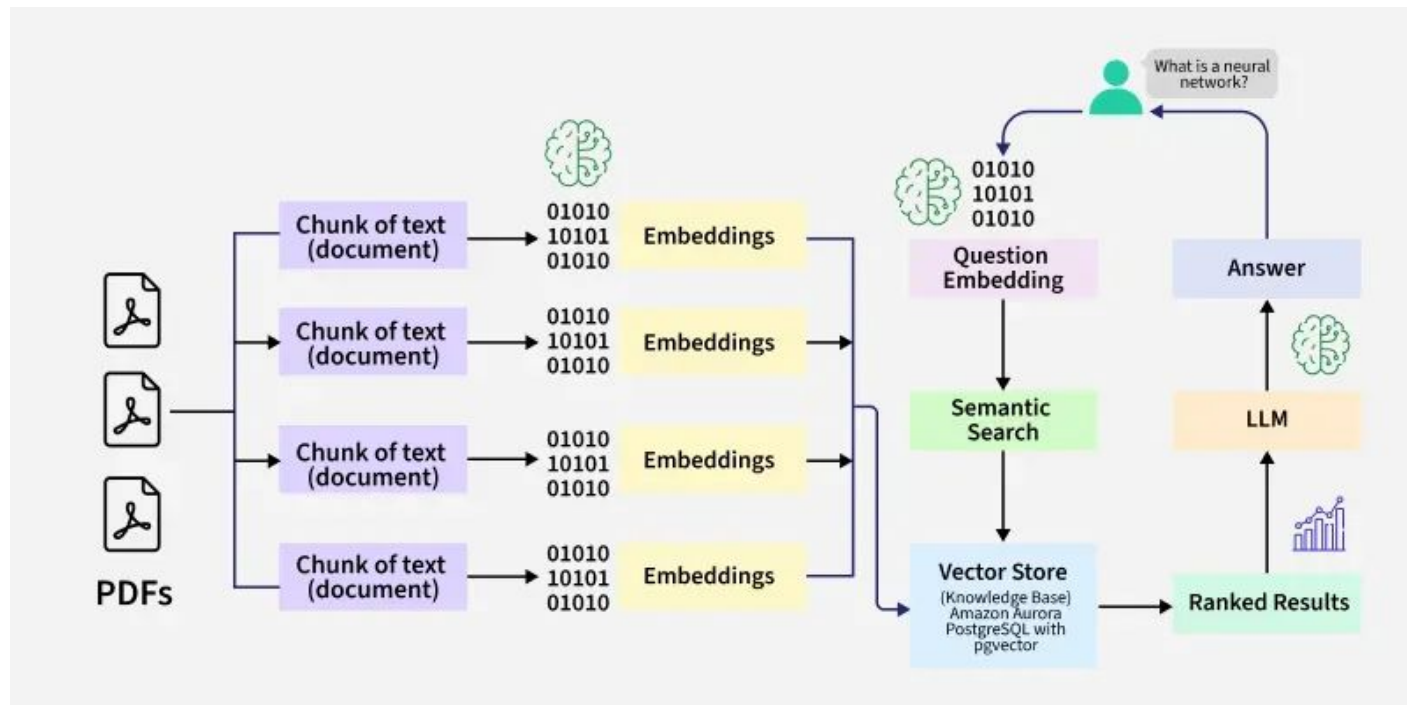 What is a neural
network?
01010
10101
01010
Chunk of text
(document)
01010
10101
01010
Embeddings
Question
Embedding
Answer
Chunk of text
(document)
01010
10101
01010
Embeddings
Semantic
Search
LLM
Chunk of text
(document)
01010
10101
01010
Embeddings
Chunk of text
(document)
01010
10101
01010
Embeddings
PDFs
Vector Store
(Knowledge Base)
Amazon Aurora
PostgreSQL with
pgvector
Ranked Results